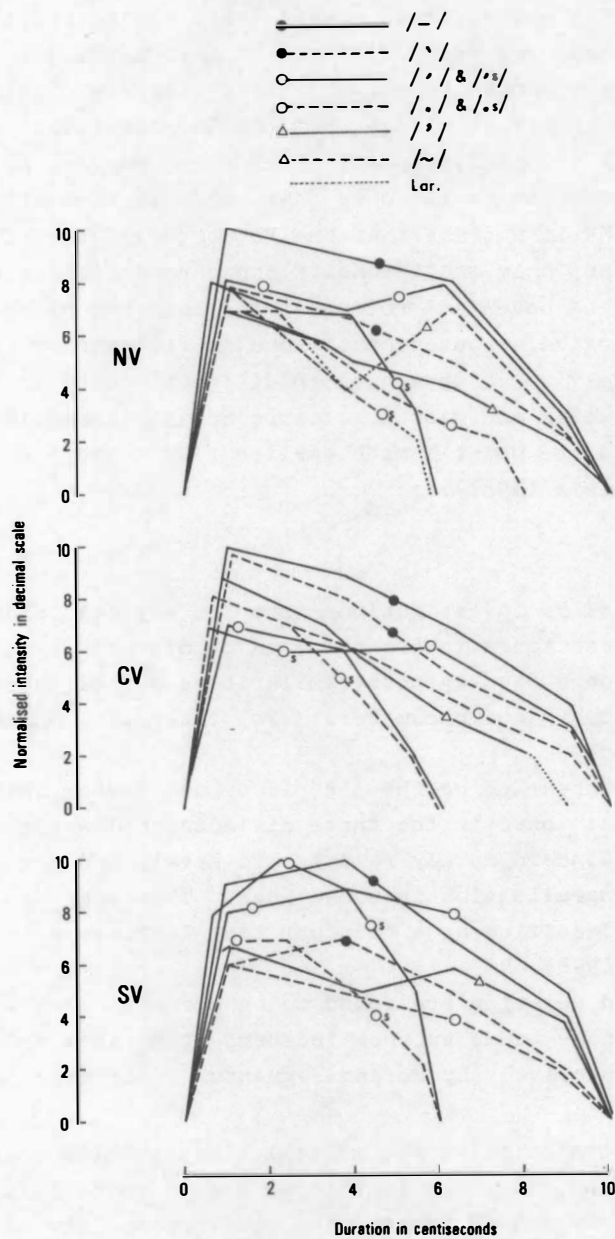 /–/
/ˋ/
/ˊ/ & /ˊs/
/./ & /.s/
/ˀ/
/~/
Lar.
10
8
6
4
2
0
NV
10
8
6
4
2
0
CV
s
10
8
6
4
2
0
SV
s
s
Normalised intensity in decimal scale
0 2 4 6 8 10
Duration in centiseconds